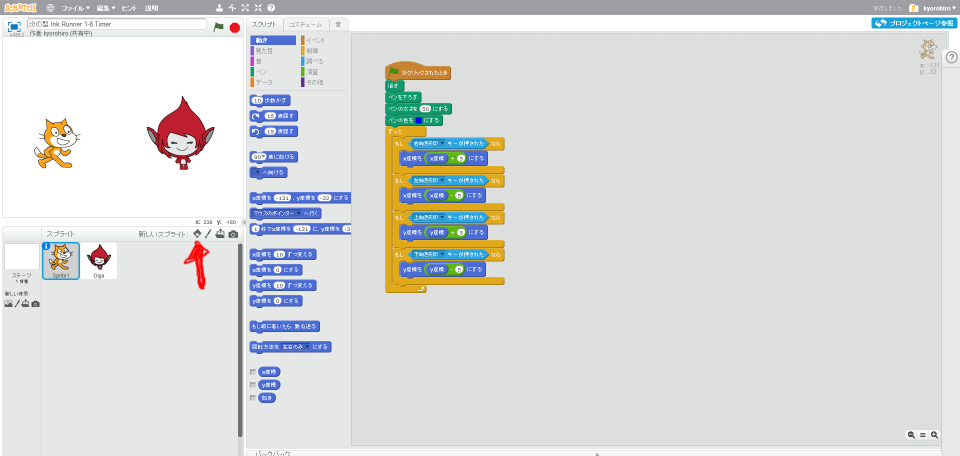 SCRATCH ファイル▼ 編集▼ ヒント 説明
保存しました kyorohiro▼
炎の型 Ink Runner 1-8 Timer
作者 kyorohiro (共有中)
スクリプト コスチューム 音
プロジェクトページ参照
動き イベント
見た目 制御
音 調べる
ペン 演算
データ その他
10 歩動かす
15 度回す
15 度回す
90▼ 度に向ける
へ向ける
x座標を -131 y座標を -32 にする
マウスのポインター へ行く
1 秒でx座標を -131 に、y座標を -3
x座標を 10 ずつ変える
x座標を 0 にする
y座標を 10 ずつ変える
y座標を 0 にする
もし端に着いたら、跳ね返る
回転方法を 左右のみ にする
x座標
y座標
向き
がクリックされたとき
消す
ペンを下ろす
ペンの太さを 50 にする
ペンの色を にする
ずっと
もし 右向き矢印 キーが押された なら
x座標を x座標 + 5 にする
もし 左向き矢印 キーが押された なら
x座標を x座標 - 5 にする
もし 上向き矢印 キーが押された なら
y座標を y座標 + 5 にする
もし 下向き矢印 キーが押された なら
y座標を y座標 - 5 にする
x: -131
y: -32
x: 238 y: -180
スプライト 新しいスプライト:
ステージ
1 背景
新しい背景:
Sprite1
Giga
バックパック